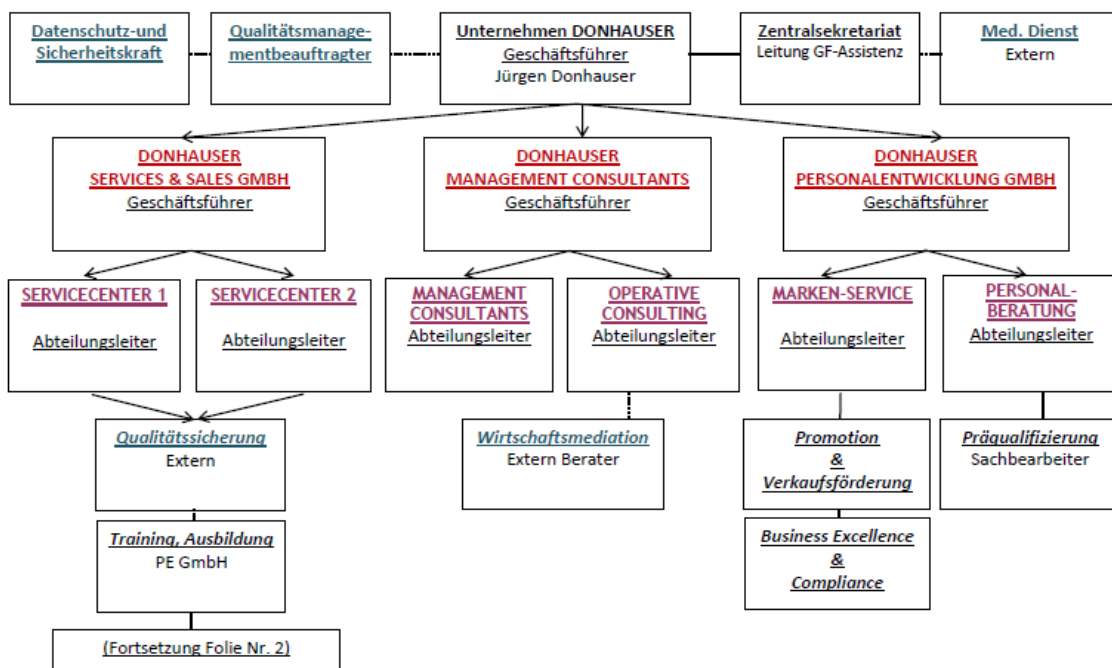 Datenschutz-und
Sicherheitskraft
Qualitätsmanage-
mentbeauftragter
Unternehmen DONHAUSER
Geschäftsführer
Jürgen Donhauser
Zentralsekretariat
Leitung GF-Assistenz
Med. Dienst
Extern
DONHAUSER
SERVICES & SALES GMBH
Geschäftsführer
DONHAUSER
MANAGEMENT CONSULTANTS
Geschäftsführer
DONHAUSER
PERSONALENTWICKLUNG GMBH
Geschäftsführer
SERVICECENTER 1
Abteilungsleiter
SERVICECENTER 2
Abteilungsleiter
MANAGEMENT
CONSULTANTS
Abteilungsleiter
OPERATIVE
CONSULTING
Abteilungsleiter
MARKEN-SERVICE
Abteilungsleiter
PERSONAL-
BERATUNG
Abteilungsleiter
Qualitätssicherung
Extern
Wirtschaftsmediation
Extern Berater
Promotion
&
Verkaufsförderung
Präqualifizierung
Sachbearbeiter
Training, Ausbildung
PE GmbH
Business Excellence
&
Compliance
(Fortsetzung Folie Nr. 2)